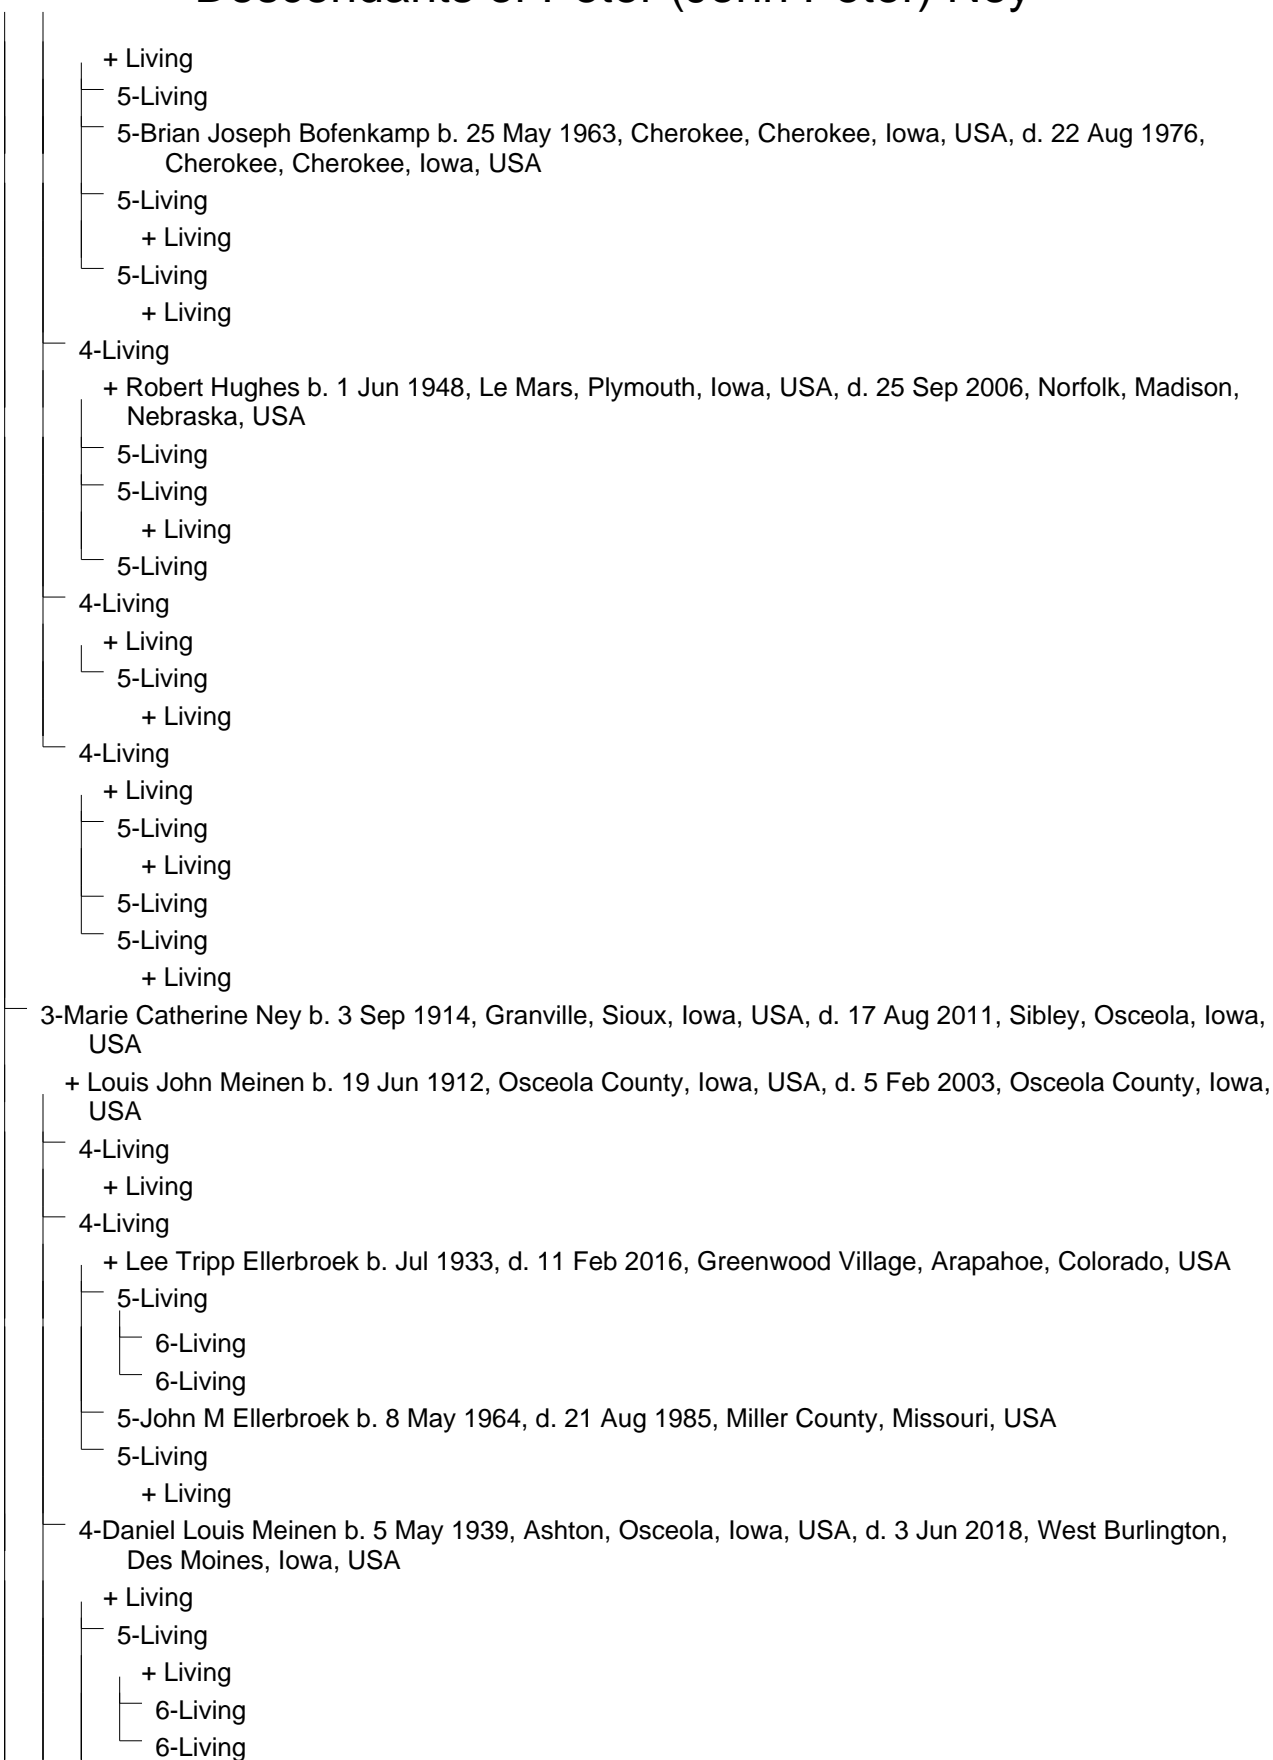 Descendants of Peter (John Peter) Ney
+ Living
5-Living
5-Brian Joseph Bofenkamp b. 25 May 1963, Cherokee, Cherokee, Iowa, USA, d. 22 Aug 1976,
Cherokee, Cherokee, Iowa, USA
5-Living
+ Living
5-Living
+ Living
4-Living
+ Robert Hughes b. 1 Jun 1948, Le Mars, Plymouth, Iowa, USA, d. 25 Sep 2006, Norfolk, Madison,
Nebraska, USA
5-Living
5-Living
+ Living
5-Living
4-Living
+ Living
5-Living
+ Living
4-Living
+ Living
5-Living
+ Living
5-Living
5-Living
+ Living
3-Marie Catherine Ney b. 3 Sep 1914, Granville, Sioux, Iowa, USA, d. 17 Aug 2011, Sibley, Osceola, Iowa,
USA
+ Louis John Meinen b. 19 Jun 1912, Osceola County, Iowa, USA, d. 5 Feb 2003, Osceola County, Iowa,
USA
4-Living
+ Living
4-Living
+ Lee Tripp Ellerbroek b. Jul 1933, d. 11 Feb 2016, Greenwood Village, Arapahoe, Colorado, USA
5-Living
6-Living
6-Living
5-John M Ellerbroek b. 8 May 1964, d. 21 Aug 1985, Miller County, Missouri, USA
5-Living
+ Living
4-Daniel Louis Meinen b. 5 May 1939, Ashton, Osceola, Iowa, USA, d. 3 Jun 2018, West Burlington,
Des Moines, Iowa, USA
+ Living
5-Living
+ Living
6-Living
6-Living